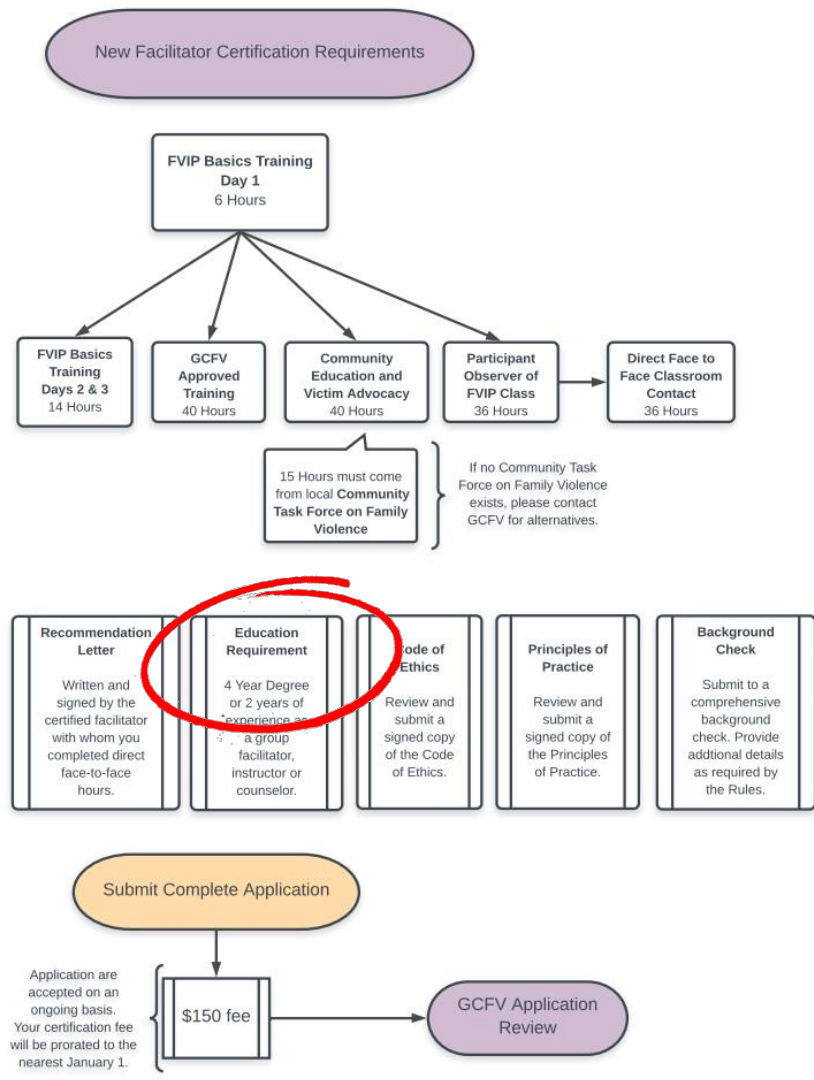 New Facilitator Certification Requirements
FVIP Basics Training
Day 1
6 Hours
FVIP Basics
Training
Days 2 & 3
14 Hours
GCFV
Approved
Training
40 Hours
Community
Education and
Victim Advocacy
40 Hours
Participant
Observer of
FVIP Class
36 Hours
Direct Face to
Face Classroom
Contact
36 Hours
15 Hours must come
from local Community
Task Force on Family
Violence
If no Community Task
Force on Family Violence
exists, please contact
GCFV for alternatives.
Recommendation
Letter
Written and
signed by the
certified facilitator
with whom you
completed direct
face-to-face
hours.
Education
Requirement
4 Year Degree
or 2 years of
experience as
a group
facilitator,
instructor or
counselor.
Code of
Ethics
Review and
submit a
signed copy
of the Code
of Ethics.
Principles of
Practice
Review and
submit a
signed copy of
the Principles
of Practice.
Background
Check
Submit to a
comprehensive
background
check. Provide
addtional details
as required by
the Rules.
Submit Complete Application
Application are
accepted on an
ongoing basis.
Your certification fee
will be prorated to the
nearest January 1.
$150 fee
GCFV Application
Review